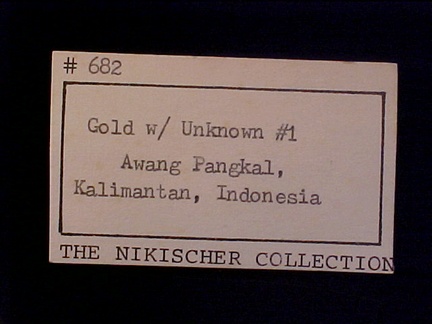 # 682
Gold w/ Unknown #1
Awang Pangkal,
Kalimantan, Indonesia
THE NIKISCHER COLLECTION